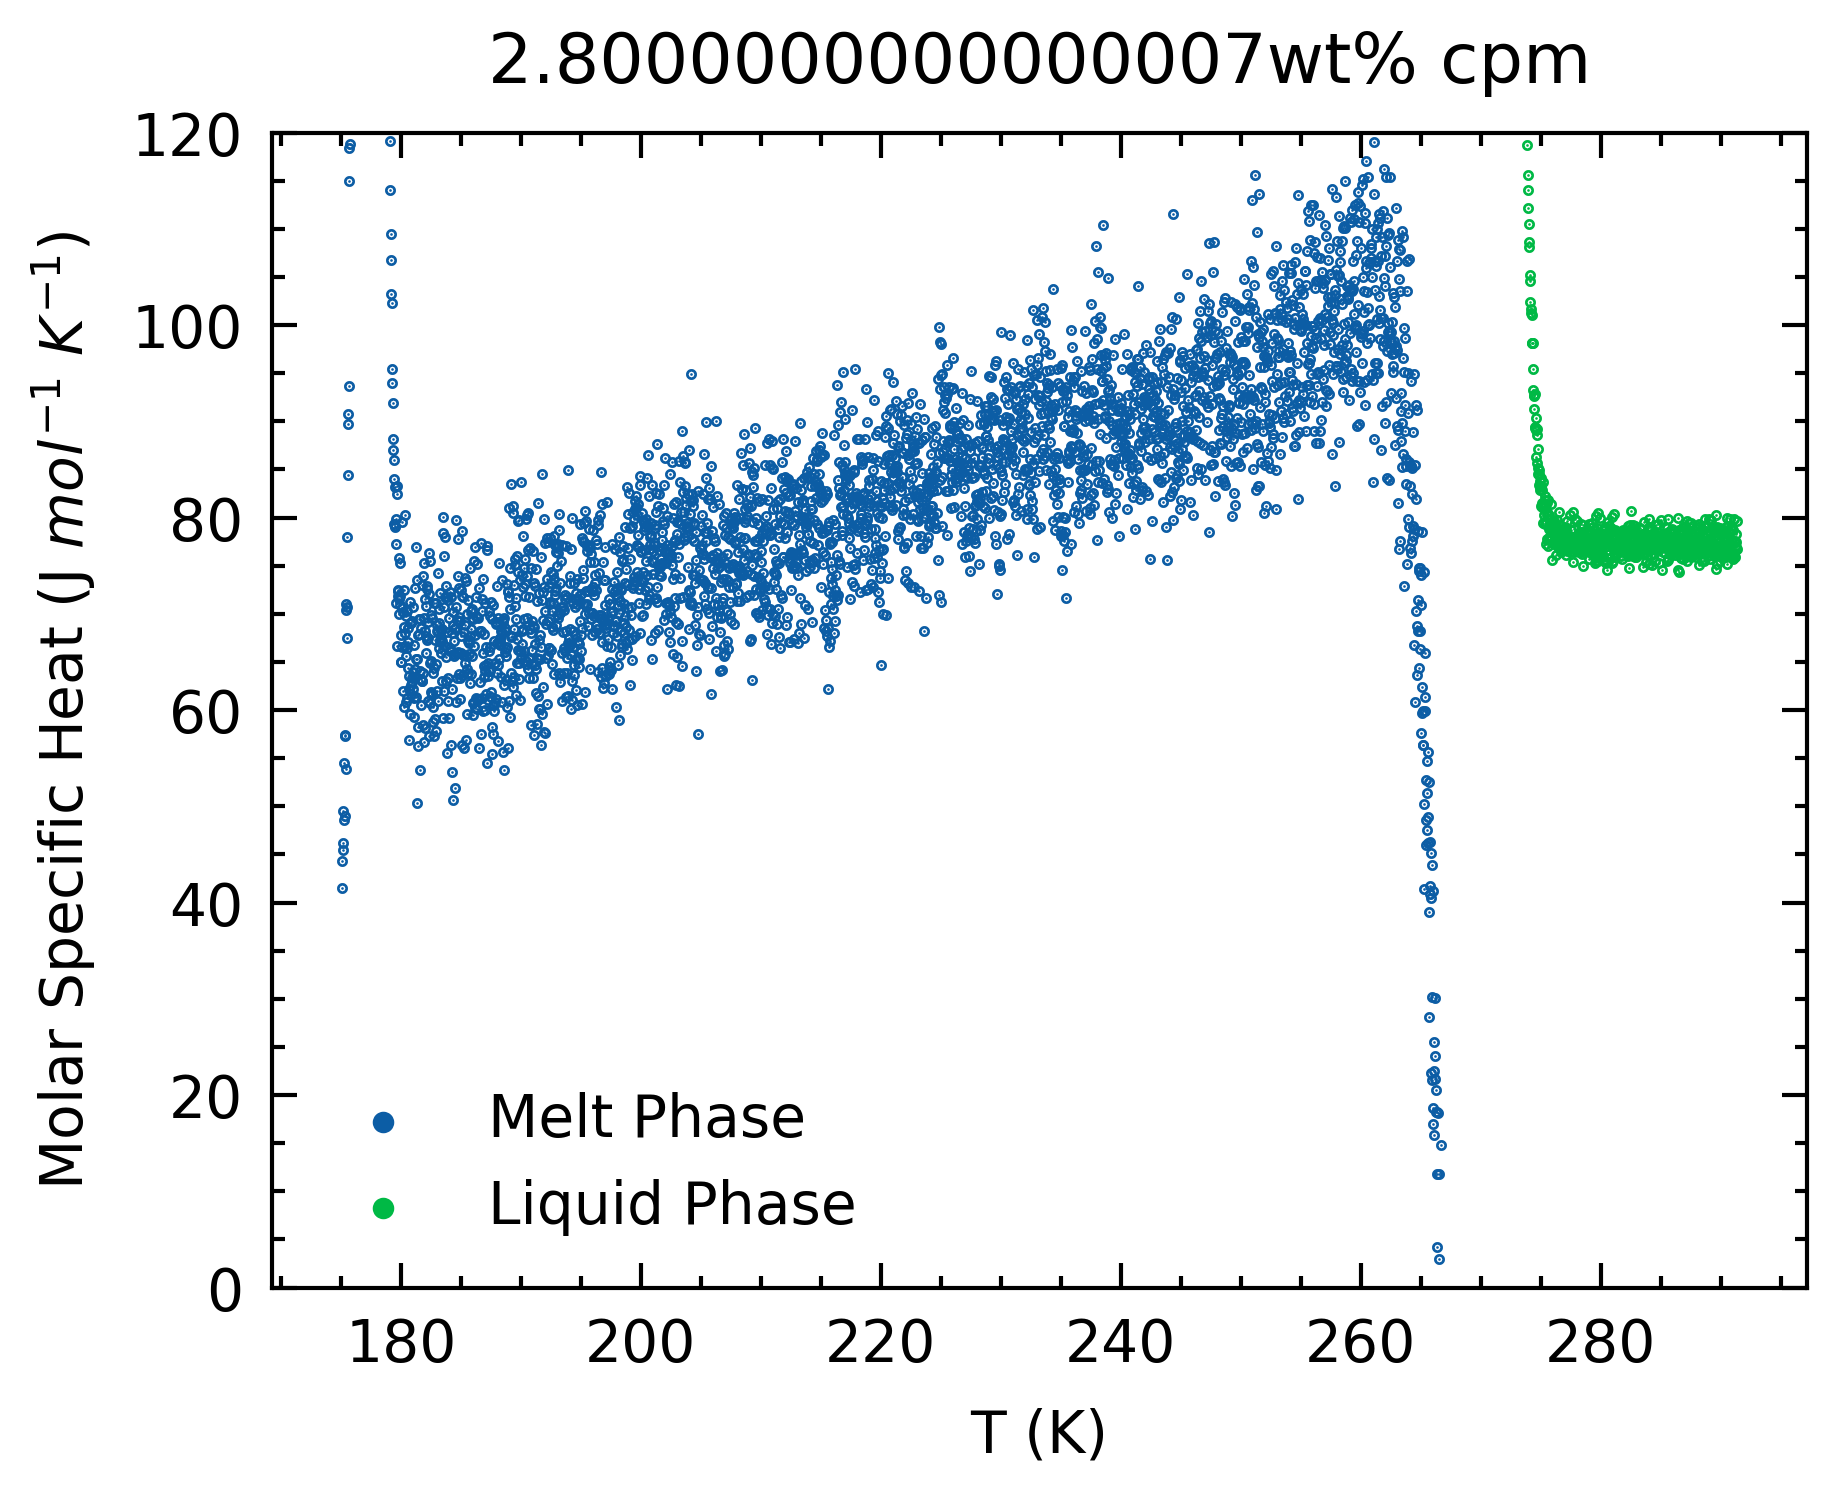 2.8000000000000007wt% cpm
Molar Specific Heat (J mol⁻¹ K⁻¹)
120
100
80
60
40
20
0
Melt Phase
Liquid Phase
180 200 220 240 260 280
T (K)